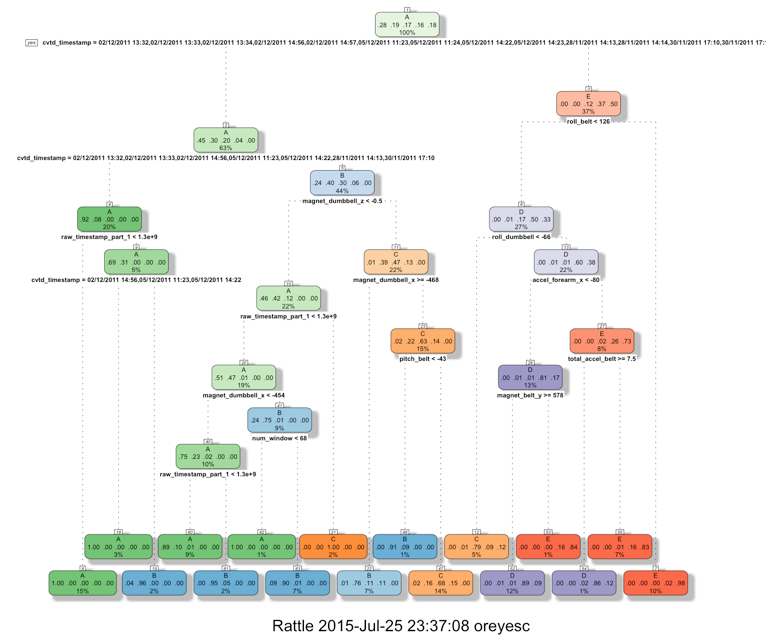 A
.28 .19 .17 .16 .18
100%
yes cvtd_timestamp = 02/12/2011 13:32,02/12/2011 13:33,02/12/2011 13:34,02/12/2011 14:56,02/12/2011 14:57,05/12/2011 11:23,05/12/2011 11:24,05/12/2011 14:22,05/12/2011 14:23,28/11/2011 14:13,28/11/2011 14:14,30/11/2011 17:10,30/11/2011 17:
E
.00 .00 .12 .37 .50
37%
roll_belt < 126
A
.45 .30 .20 .04 .00
63%
cvtd_timestamp = 02/12/2011 13:32,02/12/2011 13:33,02/12/2011 14:56,05/12/2011 11:23,05/12/2011 14:22,28/11/2011 14:13,30/11/2011 17:10
B
.24 .40 .30 .06 .00
44%
magnet_dumbbell_z < -0.5
A
.92 .08 .00 .00 .00
20%
raw_timestamp_part_1 < 1.3e+9
D
.00 .01 .17 .50 .33
27%
roll_dumbbell < -66
A
.69 .31 .00 .00 .00
5%
cvtd_timestamp = 02/12/2011 14:56,05/12/2011 11:23,05/12/2011 14:22
C
.01 .39 .47 .13 .00
22%
magnet_dumbbell_x >= -468
D
.00 .01 .01 .60 .38
22%
accel_forearm_x < -80
A
.46 .42 .12 .00 .00
22%
raw_timestamp_part_1 < 1.3e+9
C
.02 .22 .63 .14 .00
15%
pitch_belt < -43
E
.00 .00 .02 .26 .73
8%
total_accel_belt >= 7.5
A
.51 .47 .01 .00 .00
19%
magnet_dumbbell_x < -454
D
.00 .01 .01 .81 .17
13%
magnet_belt_y >= 578
B
.24 .75 .01 .00 .00
9%
num_window < 68
A
.75 .23 .02 .00 .00
10%
raw_timestamp_part_1 < 1.3e+9
A
1.00 .00 .00 .00 .00
3%
A
.89 .10 .01 .00 .00
9%
A
1.00 .00 .00 .00 .00
1%
C
.00 .00 1.00 .00 .00
2%
B
.00 .91 .09 .00 .00
1%
C
.00 .01 .79 .09 .12
5%
E
.00 .00 .00 .16 .84
1%
E
.00 .00 .01 .16 .83
7%
A
1.00 .00 .00 .00 .00
15%
B
.04 .96 .00 .00 .00
2%
B
.00 .95 .05 .00 .00
2%
B
.09 .90 .01 .00 .00
7%
B
.01 .76 .11 .11 .00
7%
C
.02 .16 .68 .15 .00
14%
D
.00 .01 .01 .89 .09
12%
D
.00 .00 .02 .86 .12
1%
E
.00 .00 .00 .02 .98
10%
Rattle 2015-Jul-25 23:37:08 oreyesc